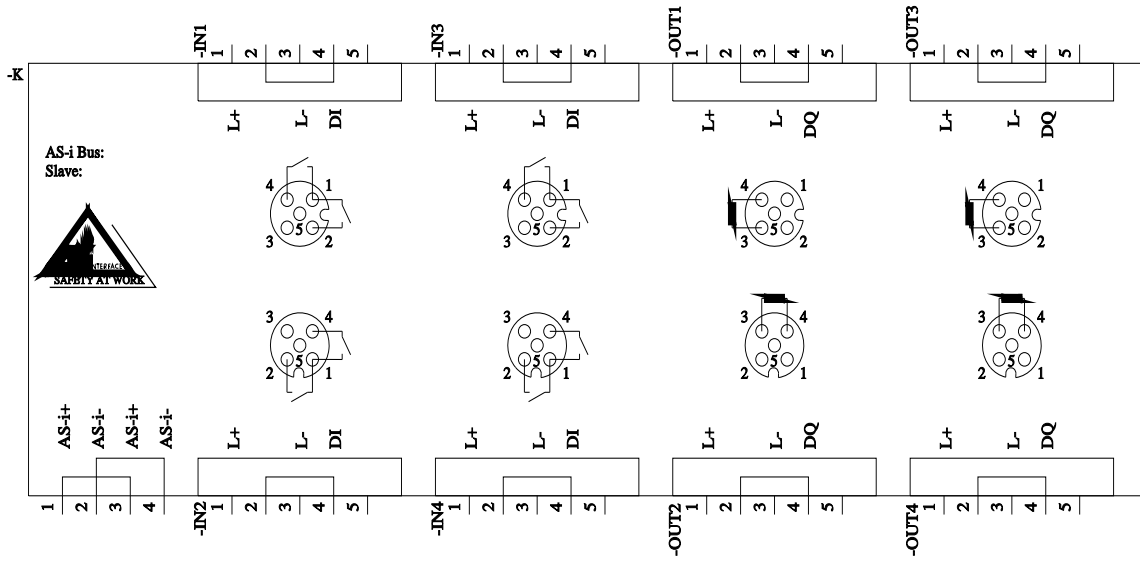 -IN1 1 2 3 4 5
-IN3 1 2 3 4 5
-OUT1 1 2 3 4 5
-OUT3 1 2 3 4 5
-K
L+ L- DI
L+ L- DI
L+ L- DQ
L+ L- DQ
AS-i Bus:
Slave:
INTERFACE
SAFETY AT WORK
4 1
5
3 2
4 1
5
3 2
4 1
5
3 2
4 1
5
3 2
3 4
5
2 1
3 4
5
2 1
3 4
5
2 1
3 4
5
2 1
AS-i+ AS-i- AS-i+ AS-i-
L+ L- DI
L+ L- DI
L+ L- DQ
L+ L- DQ
1 2 3 4
-IN2 1 2 3 4 5
-IN4 1 2 3 4 5
-OUT2 1 2 3 4 5
-OUT4 1 2 3 4 5